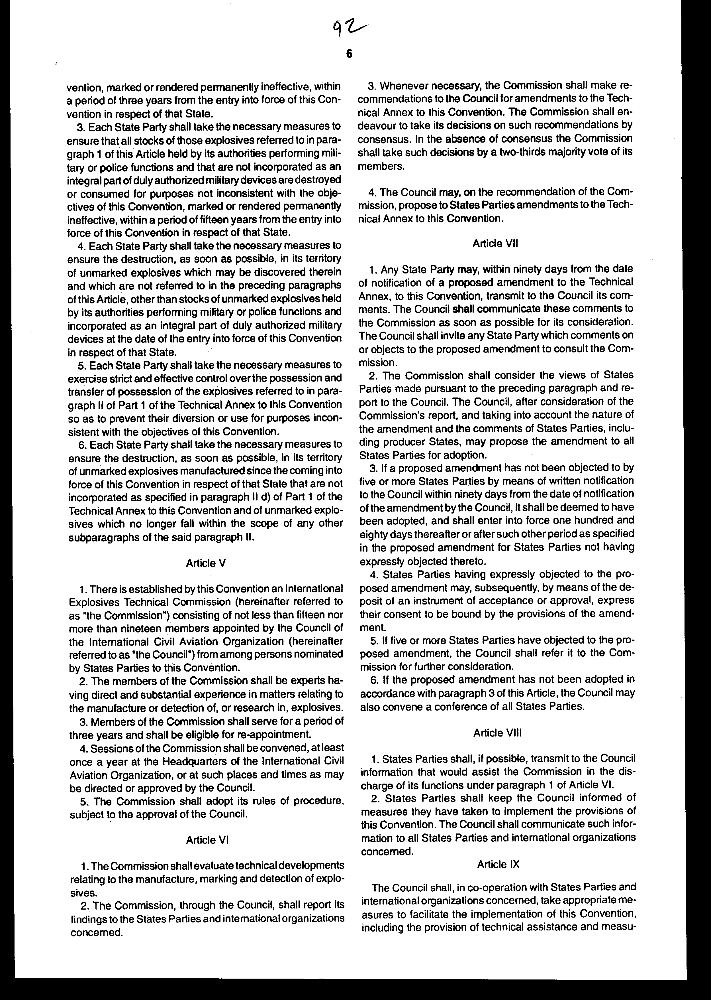 92
6
vention, marked or rendered permanently ineffective, within
a period of three years from the entry into force of this Con-
vention in respect of that State.
3. Each State Party shall take the necessary measures to
ensure that all stocks of those explosives referred to in para-
graph 1 of this Article held by its authorities performing mili-
tary or police functions and that are not incorporated as an
integral part of duly authorized military devices are destroyed
or consumed for purposes not inconsistent with the obje-
ctives of this Convention, marked or rendered permanently
ineffective, within a period of fifteen years from the entry into
force of this Convention in respect of that State.
4. Each State Party shall take the necessary measures to
ensure the destruction, as soon as possible, in its territory
of unmarked explosives which may be discovered therein
and which are not referred to in the preceding paragraphs
of this Article, other than stocks of unmarked explosives held
by its authorities performing military or police functions and
incorporated as an integral part of duly authorized military
devices at the date of the entry into force of this Convention
in respect of that State.
5. Each State Party shall take the necessary measures to
exercise strict and effective control over the possession and
transfer of possession of the explosives referred to in para-
graph II of Part 1 of the Technical Annex to this Convention
so as to prevent their diversion or use for purposes incon-
sistent with the objectives of this Convention.
6. Each State Party shall take the necessary measures to
ensure the destruction, as soon as possible, in its territory
of unmarked explosives manufactured since the coming into
force of this Convention in respect of that State that are not
incorporated as specified in paragraph II d) of Part 1 of the
Technical Annex to this Convention and of unmarked explo-
sives which no longer fall within the scope of any other
subparagraphs of the said paragraph II.
Article V
1. There is established by this Convention an International
Explosives Technical Commission (hereinafter referred to
as "the Commission") consisting of not less than fifteen nor
more than nineteen members appointed by the Council of
the International Civil Aviation Organization (hereinafter
referred to as "the Council") from among persons nominated
by States Parties to this Convention.
2. The members of the Commission shall be experts ha-
ving direct and substantial experience in matters relating to
the manufacture or detection of, or research in, explosives.
3. Members of the Commission shall serve for a period of
three years and shall be eligible for re-appointment.
4. Sessions of the Commission shall be convened, at least
once a year at the Headquarters of the International Civil
Aviation Organization, or at such places and times as may
be directed or approved by the Council.
5. The Commission shall adopt its rules of procedure,
subject to the approval of the Council.
Article VI
1. The Commission shall evaluate technical developments
relating to the manufacture, marking and detection of explo-
sives.
2. The Commission, through the Council, shall report its
findings to the States Parties and international organizations
concerned.
3. Whenever necessary, the Commission shall make re-
commendations to the Council for amendments to the Tech-
nical Annex to this Convention. The Commission shall en-
deavour to take its decisions on such recommendations by
consensus. In the absence of consensus the Commission
shall take such decisions by a two-thirds majority vote of its
members.
4. The Council may, on the recommendation of the Com-
mission, propose to States Parties amendments to the Tech-
nical Annex to this Convention.
Article VII
1. Any State Party may, within ninety days from the date
of notification of a proposed amendment to the Technical
Annex, to this Convention, transmit to the Council its com-
ments. The Council shall communicate these comments to
the Commission as soon as possible for its consideration.
The Council shall invite any State Party which comments on
or objects to the proposed amendment to consult the Com-
mission.
2. The Commission shall consider the views of States
Parties made pursuant to the preceding paragraph and re-
port to the Council. The Council, after consideration of the
Commission's report, and taking into account the nature of
the amendment and the comments of States Parties, inclu-
ding producer States, may propose the amendment to all
States Parties for adoption.
3. If a proposed amendment has not been objected to by
five or more States Parties by means of written notification
to the Council within ninety days from the date of notification
of the amendment by the Council, it shall be deemed to have
been adopted, and shall enter into force one hundred and
eighty days thereafter or after such other period as specified
in the proposed amendment for States Parties not having
expressly objected thereto.
4. States Parties having expressly objected to the pro-
posed amendment may, subsequently, by means of the de-
posit of an instrument of acceptance or approval, express
their consent to be bound by the provisions of the amend-
ment.
5. If five or more States Parties have objected to the pro-
posed amendment, the Council shall refer it to the Com-
mission for further consideration.
6. If the proposed amendment has not been adopted in
accordance with paragraph 3 of this Article, the Council may
also convene a conference of all States Parties.
Article VIII
1. States Parties shall, if possible, transmit to the Council
information that would assist the Commission in the dis-
charge of its functions under paragraph 1 of Article VI.
2. States Parties shall keep the Council informed of
measures they have taken to implement the provisions of
this Convention. The Council shall communicate such infor-
mation to all States Parties and international organizations
concerned.
Article IX
The Council shall, in co-operation with States Parties and
international organizations concerned, take appropriate me-
asures to facilitate the implementation of this Convention,
including the provision of technical assistance and measu-